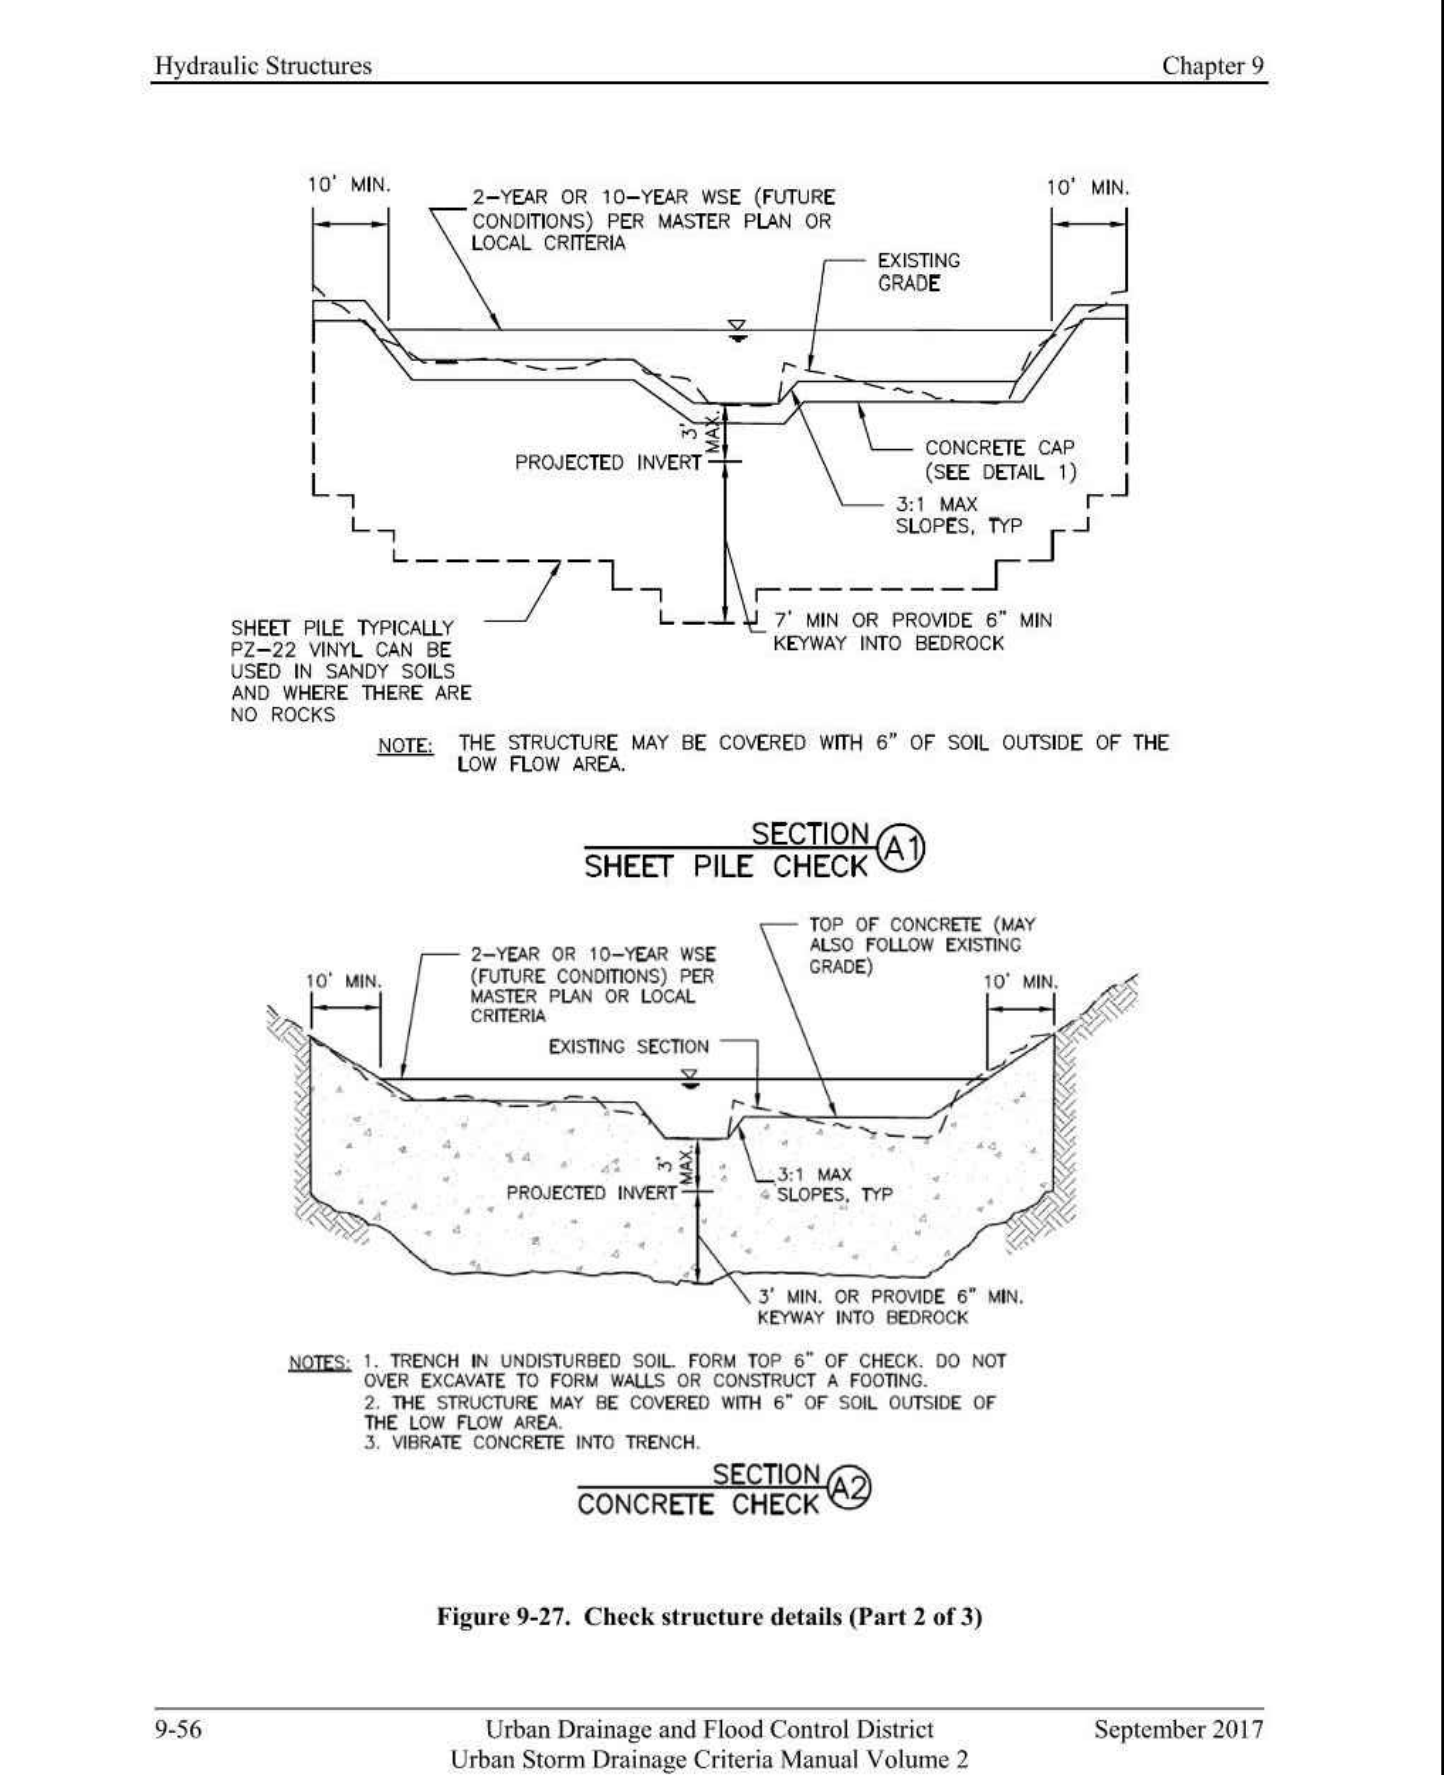 Hydraulic Structures
Chapter 9
10' MIN.
2-YEAR OR 10-YEAR WSE (FUTURE
CONDITIONS) PER MASTER PLAN OR
LOCAL CRITERIA
10' MIN.
EXISTING
GRADE
3'
MAX.
PROJECTED INVERT
CONCRETE CAP
(SEE DETAIL 1)
3:1 MAX
SLOPES, TYP
SHEET PILE TYPICALLY
PZ-22 VINYL CAN BE
USED IN SANDY SOILS
AND WHERE THERE ARE
NO ROCKS
7' MIN OR PROVIDE 6" MIN
KEYWAY INTO BEDROCK
NOTE: THE STRUCTURE MAY BE COVERED WITH 6" OF SOIL OUTSIDE OF THE
LOW FLOW AREA.
SECTION
SHEET PILE CHECK
A1
TOP OF CONCRETE (MAY
ALSO FOLLOW EXISTING
GRADE)
2-YEAR OR 10-YEAR WSE
(FUTURE CONDITIONS) PER
MASTER PLAN OR LOCAL
CRITERIA
10' MIN.
10' MIN.
EXISTING SECTION
3'
MAX.
PROJECTED INVERT
3:1 MAX
SLOPES, TYP
3' MIN. OR PROVIDE 6" MIN.
KEYWAY INTO BEDROCK
NOTES: 1. TRENCH IN UNDISTURBED SOIL. FORM TOP 6" OF CHECK. DO NOT
OVER EXCAVATE TO FORM WALLS OR CONSTRUCT A FOOTING.
2. THE STRUCTURE MAY BE COVERED WITH 6" OF SOIL OUTSIDE OF
THE LOW FLOW AREA.
3. VIBRATE CONCRETE INTO TRENCH.
SECTION
CONCRETE CHECK
A2
Figure 9-27. Check structure details (Part 2 of 3)
9-56
Urban Drainage and Flood Control District
September 2017
Urban Storm Drainage Criteria Manual Volume 2